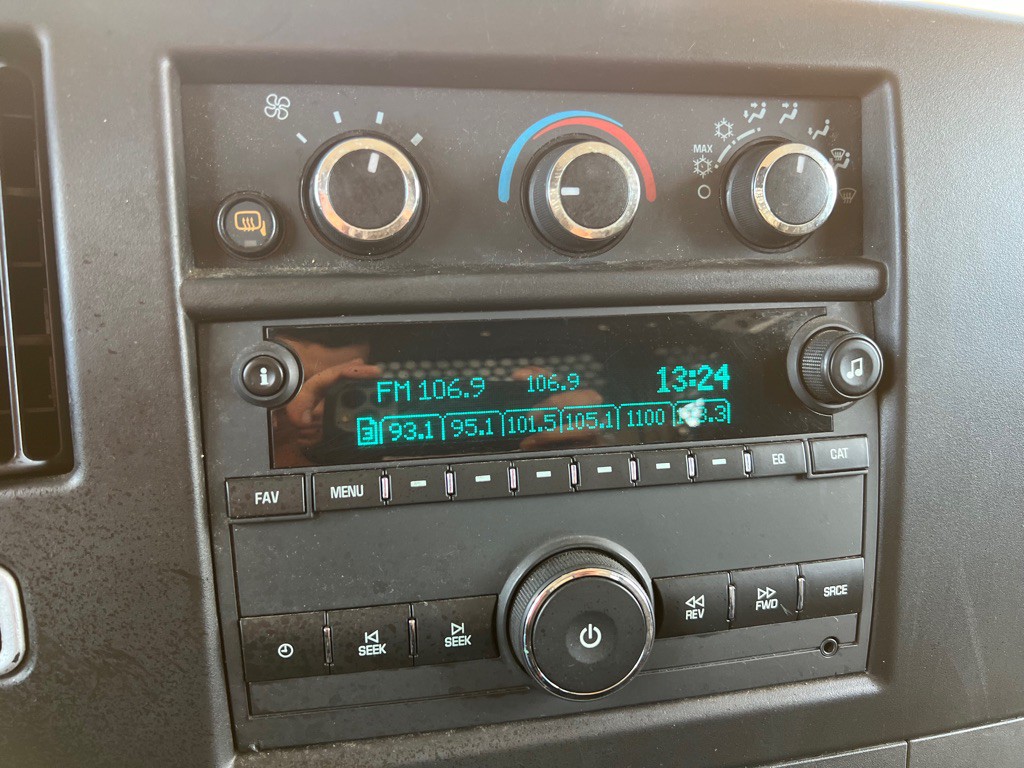 MAX
i
FM 106.9 106.9 13:24
3 93.1 95.1 101.5 105.1 1100
FAV MENU EQ CAT
SEEK SEEK REV FWD SRCE